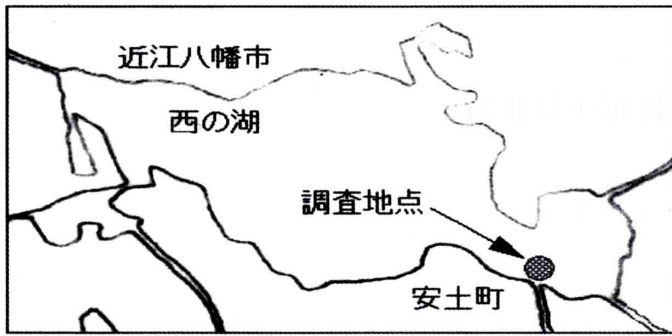 近江八幡市
西の湖
調査地点
安土町